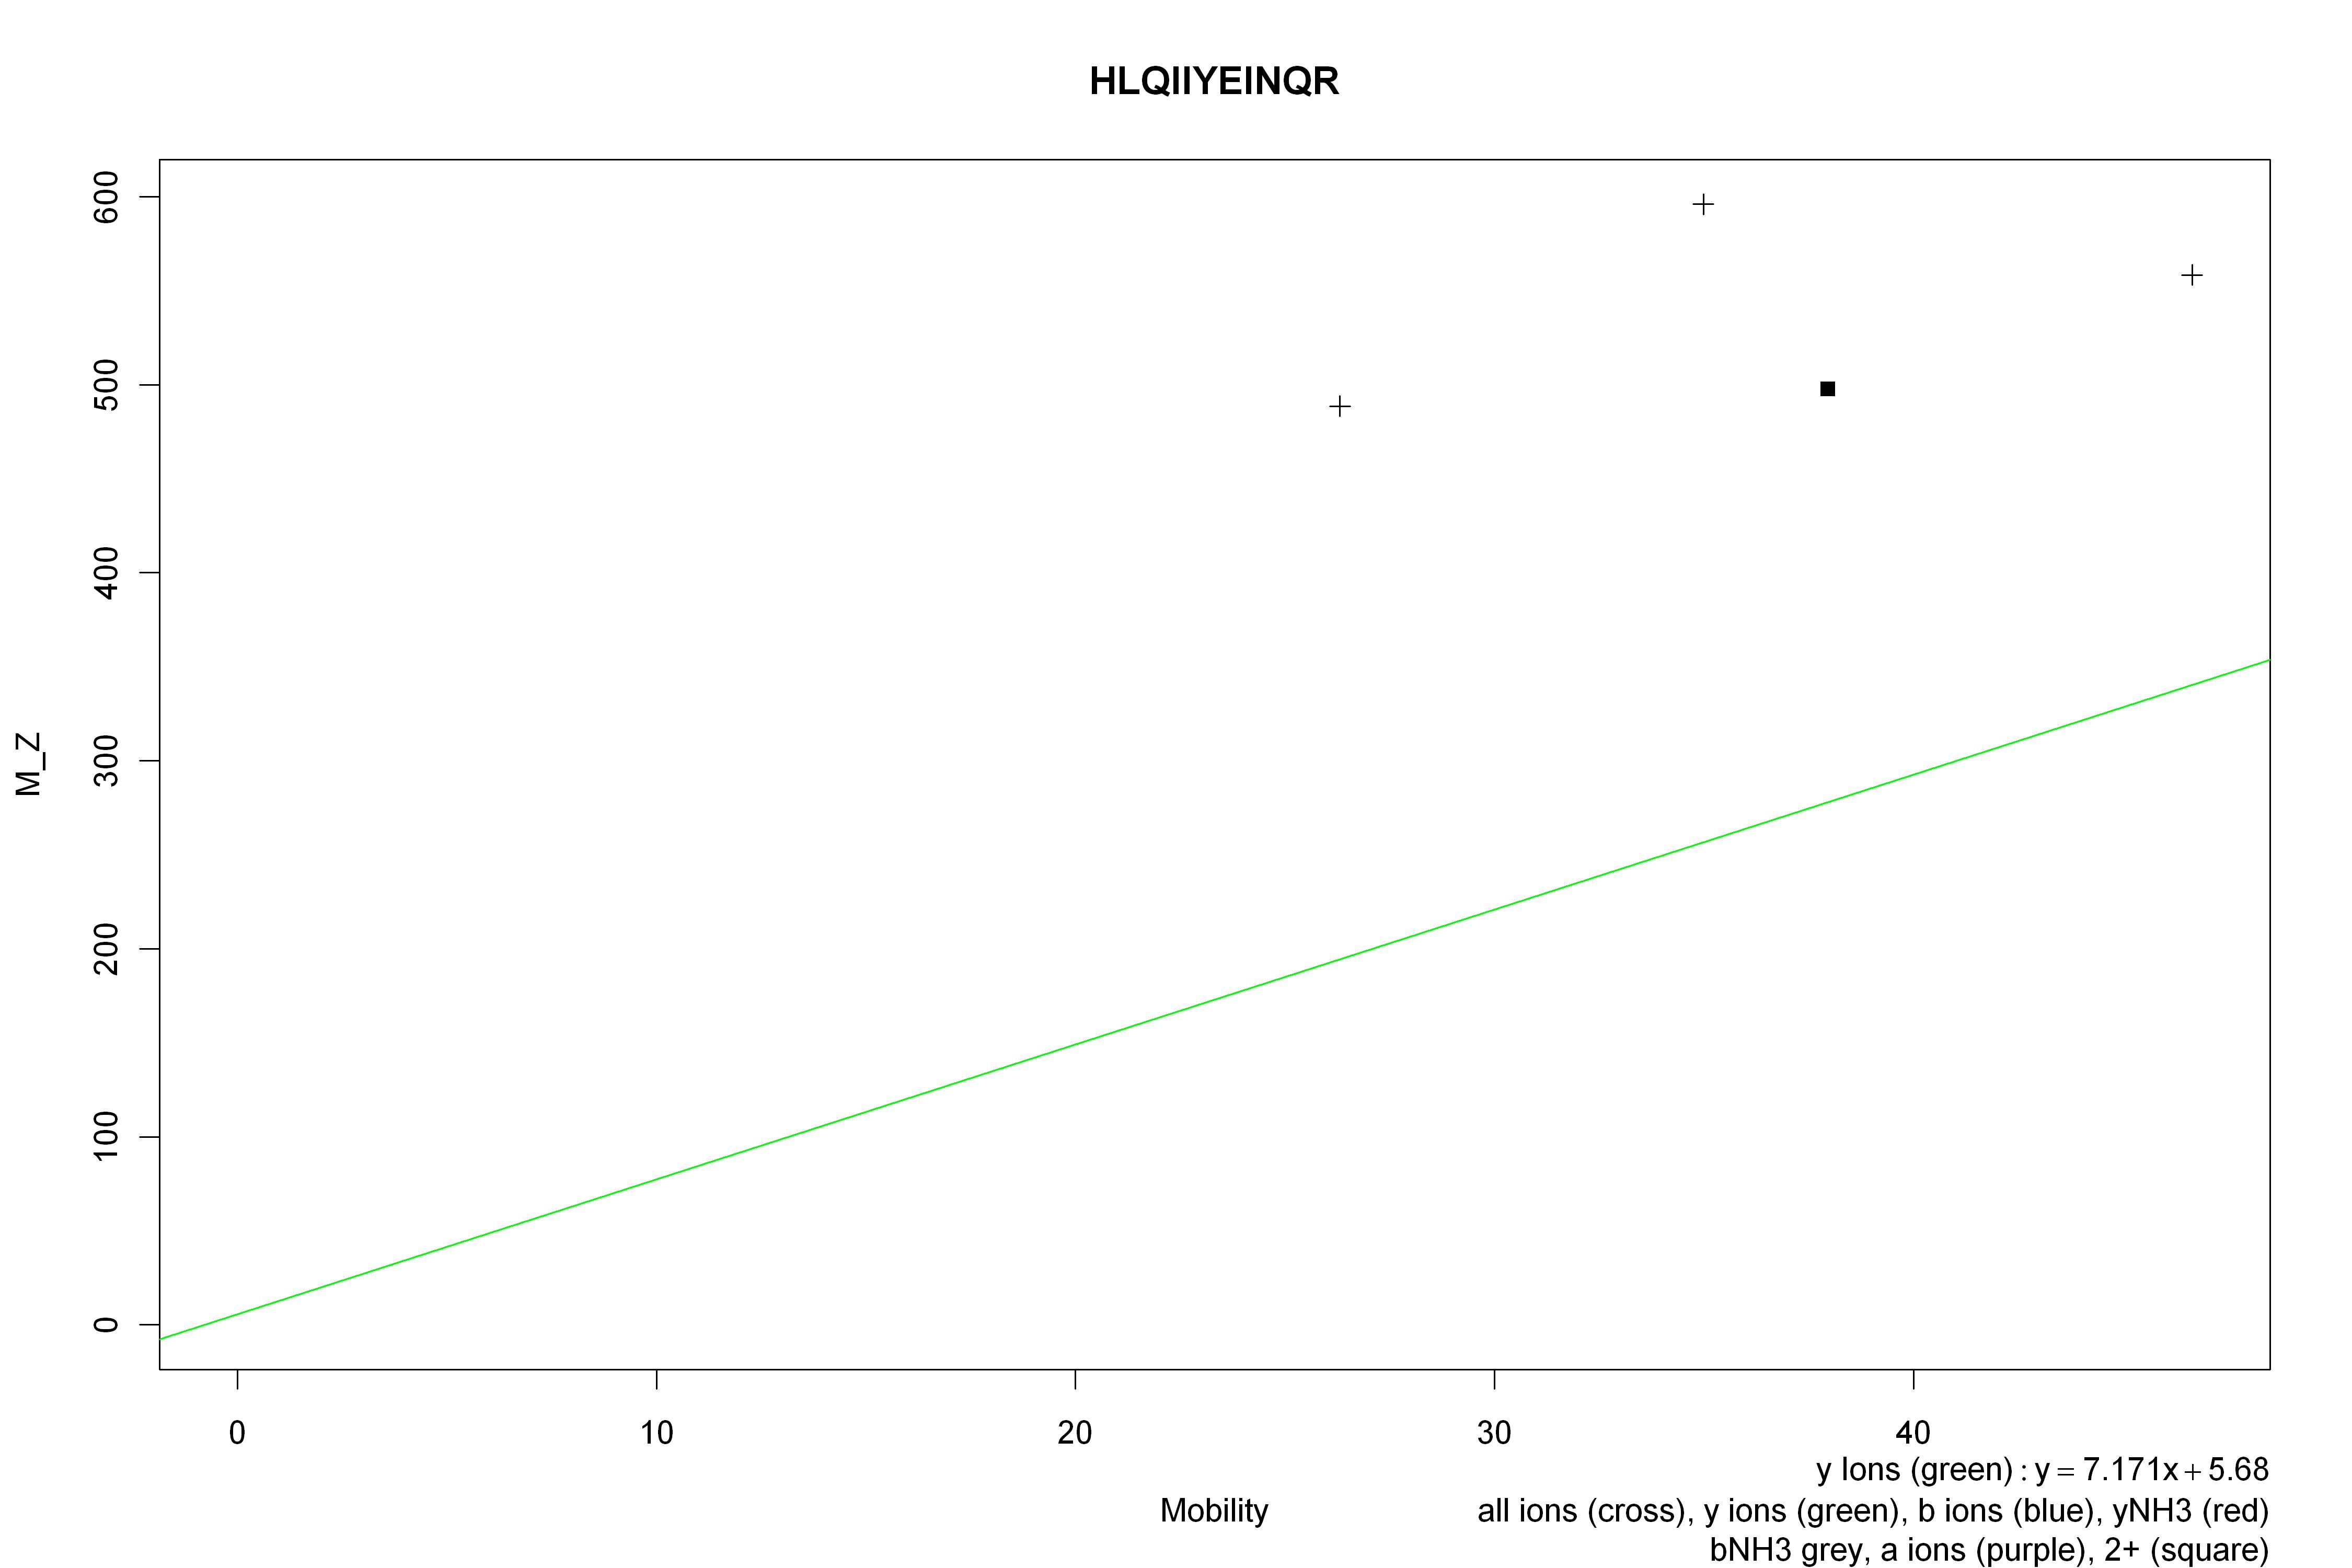 HLQIIYEINQR
M_Z
600
500
400
300
200
100
0
0 10 20 30 40
y Ions (green) : y = 7.171x + 5.68
Mobility
all ions (cross), y ions (green), b ions (blue), yNH3 (red)
bNH3 grey, a ions (purple), 2+ (square)